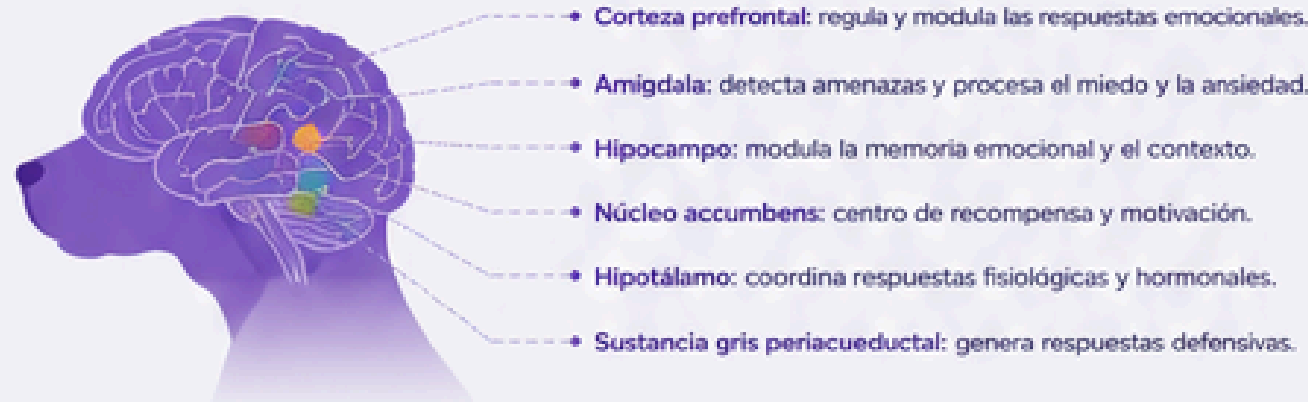 Corteza prefrontal: regula y modula las respuestas emocionales.
Amigdala: detecta amenazas y procesa el miedo y la ansiedad.
Hipocampo: modula la memoria emocional y el contexto.
Núcleo accumbens: centro de recompensa y motivación.
Hipotálamo: coordina respuestas fisiológicas y hormonales.
Sustancia gris periacueductal: genera respuestas defensivas.